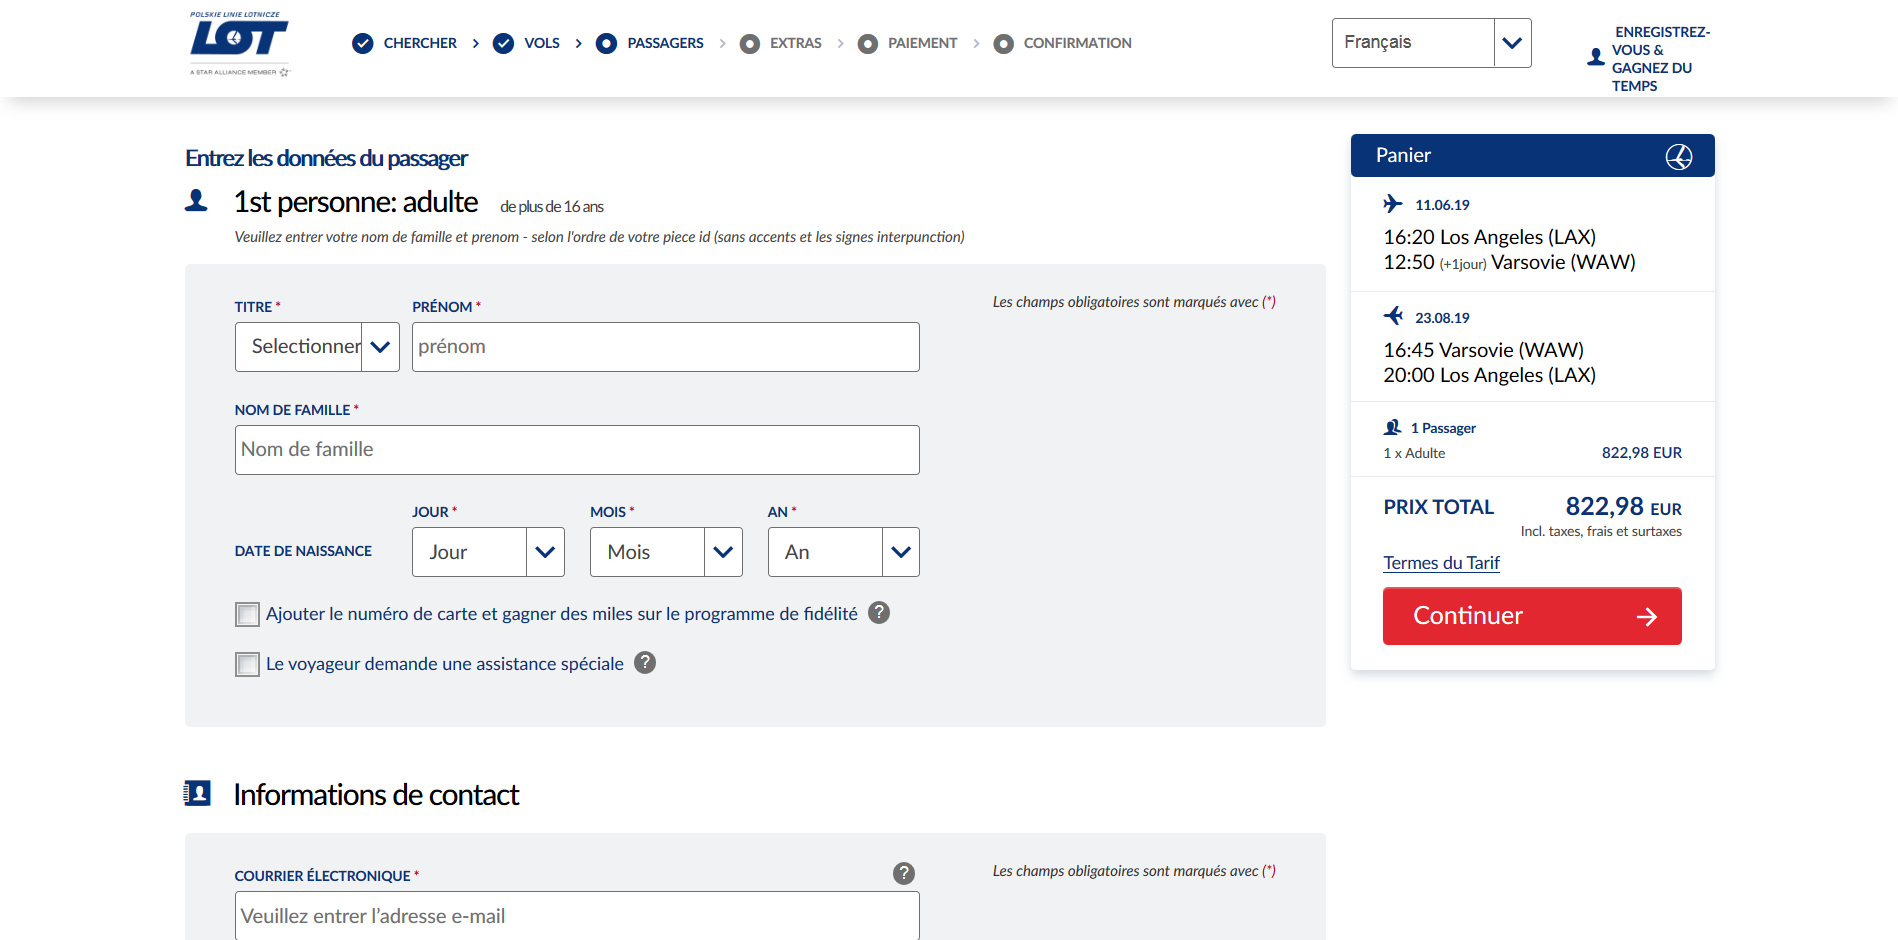 POLSKIE LINIE LOTNICZE
LOT
A STAR ALLIANCE MEMBER
CHERCHER
VOLS
PASSAGERS
EXTRAS
PAIEMENT
CONFIRMATION
Français
ENREGISTREZ-
VOUS &
GAGNEZ DU
TEMPS
Entrez les données du passager
1st personne: adulte de plus de 16 ans
Veuillez entrer votre nom de famille et prenom - selon l'ordre de votre piece id (sans accents et les signes interpunction)
Les champs obligatoires sont marqués avec (*)
TITRE * PRÉNOM *
Selectionner prénom
NOM DE FAMILLE *
Nom de famille
JOUR * MOIS * AN *
DATE DE NAISSANCE Jour Mois An
Ajouter le numéro de carte et gagner des miles sur le programme de fidélité ?
Le voyageur demande une assistance spéciale ?
Informations de contact
COURRIER ÉLECTRONIQUE * ?
Les champs obligatoires sont marqués avec (*)
Veuillez entrer l’adresse e-mail
Panier
11.06.19
16:20 Los Angeles (LAX)
12:50 (+1jour) Varsovie (WAW)
23.08.19
16:45 Varsovie (WAW)
20:00 Los Angeles (LAX)
1 Passager
1 x Adulte 822,98 EUR
PRIX TOTAL 822,98 EUR
Incl. taxes, frais et surtaxes
Termes du Tarif
Continuer